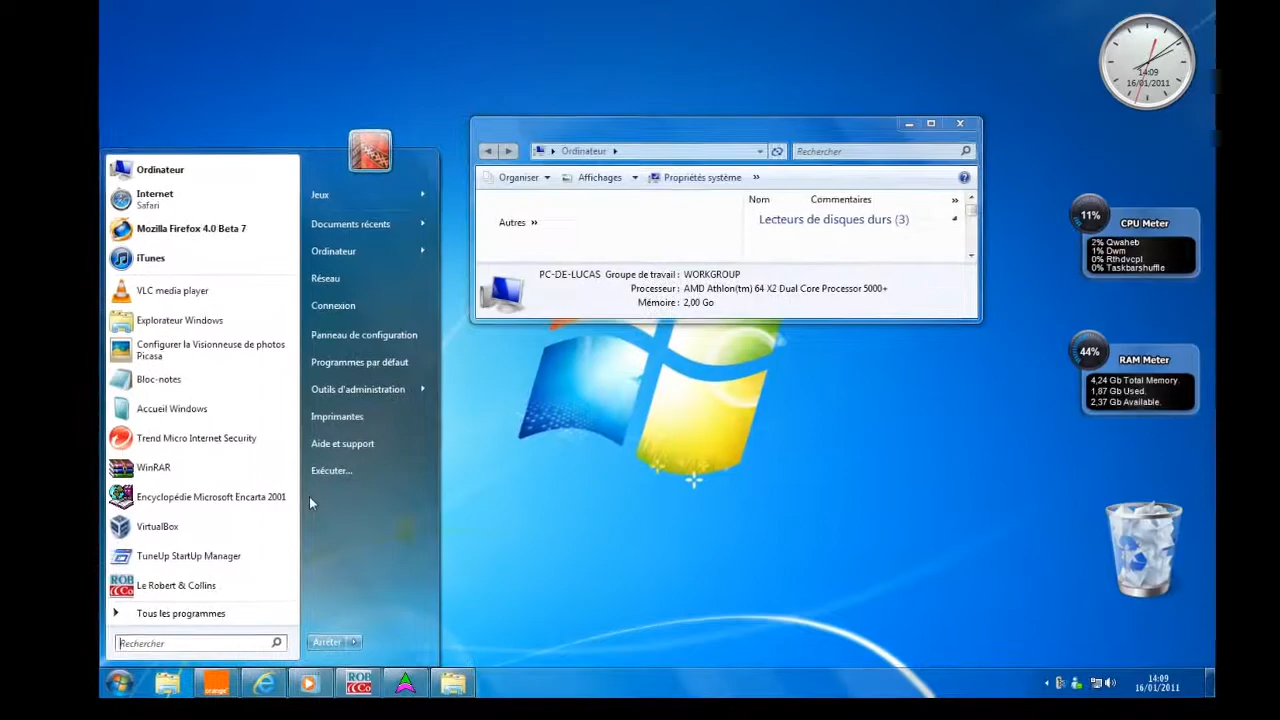 14:09
16/01/2011
Ordinateur
Rechercher
Organiser
Affichages
Propriétés système
Nom
Commentaires
Autres
Lecteurs de disques durs (3)
PC-DE-LUCAS Groupe de travail : WORKGROUP
Processeur : AMD Athlon(tm) 64 X2 Dual Core Processor 5000+
Mémoire : 2,00 Go
Ordinateur
Internet
Safari
Mozilla Firefox 4.0 Beta 7
iTunes
VLC media player
Explorateur Windows
Configurer la Visionneuse de photos
Picasa
Bloc-notes
Accueil Windows
Trend Micro Internet Security
WinRAR
Encyclopédie Microsoft Encarta 2001
VirtualBox
TuneUp StartUp Manager
ROB
Co
Le Robert & Collins
Tous les programmes
Rechercher
Jeux
Documents récents
Ordinateur
Réseau
Connexion
Panneau de configuration
Programmes par défaut
Outils d'administration
Imprimantes
Aide et support
Exécuter...
Arrêter
11%
CPU Meter
2% Qwaheb
1% Dwm
0% Rthdvcpl
0% Taskbarshuffle
44%
RAM Meter
4,24 Gb Total Memory.
1,87 Gb Used.
2,37 Gb Available.
orange
ROB
Co
14:09
16/01/2011